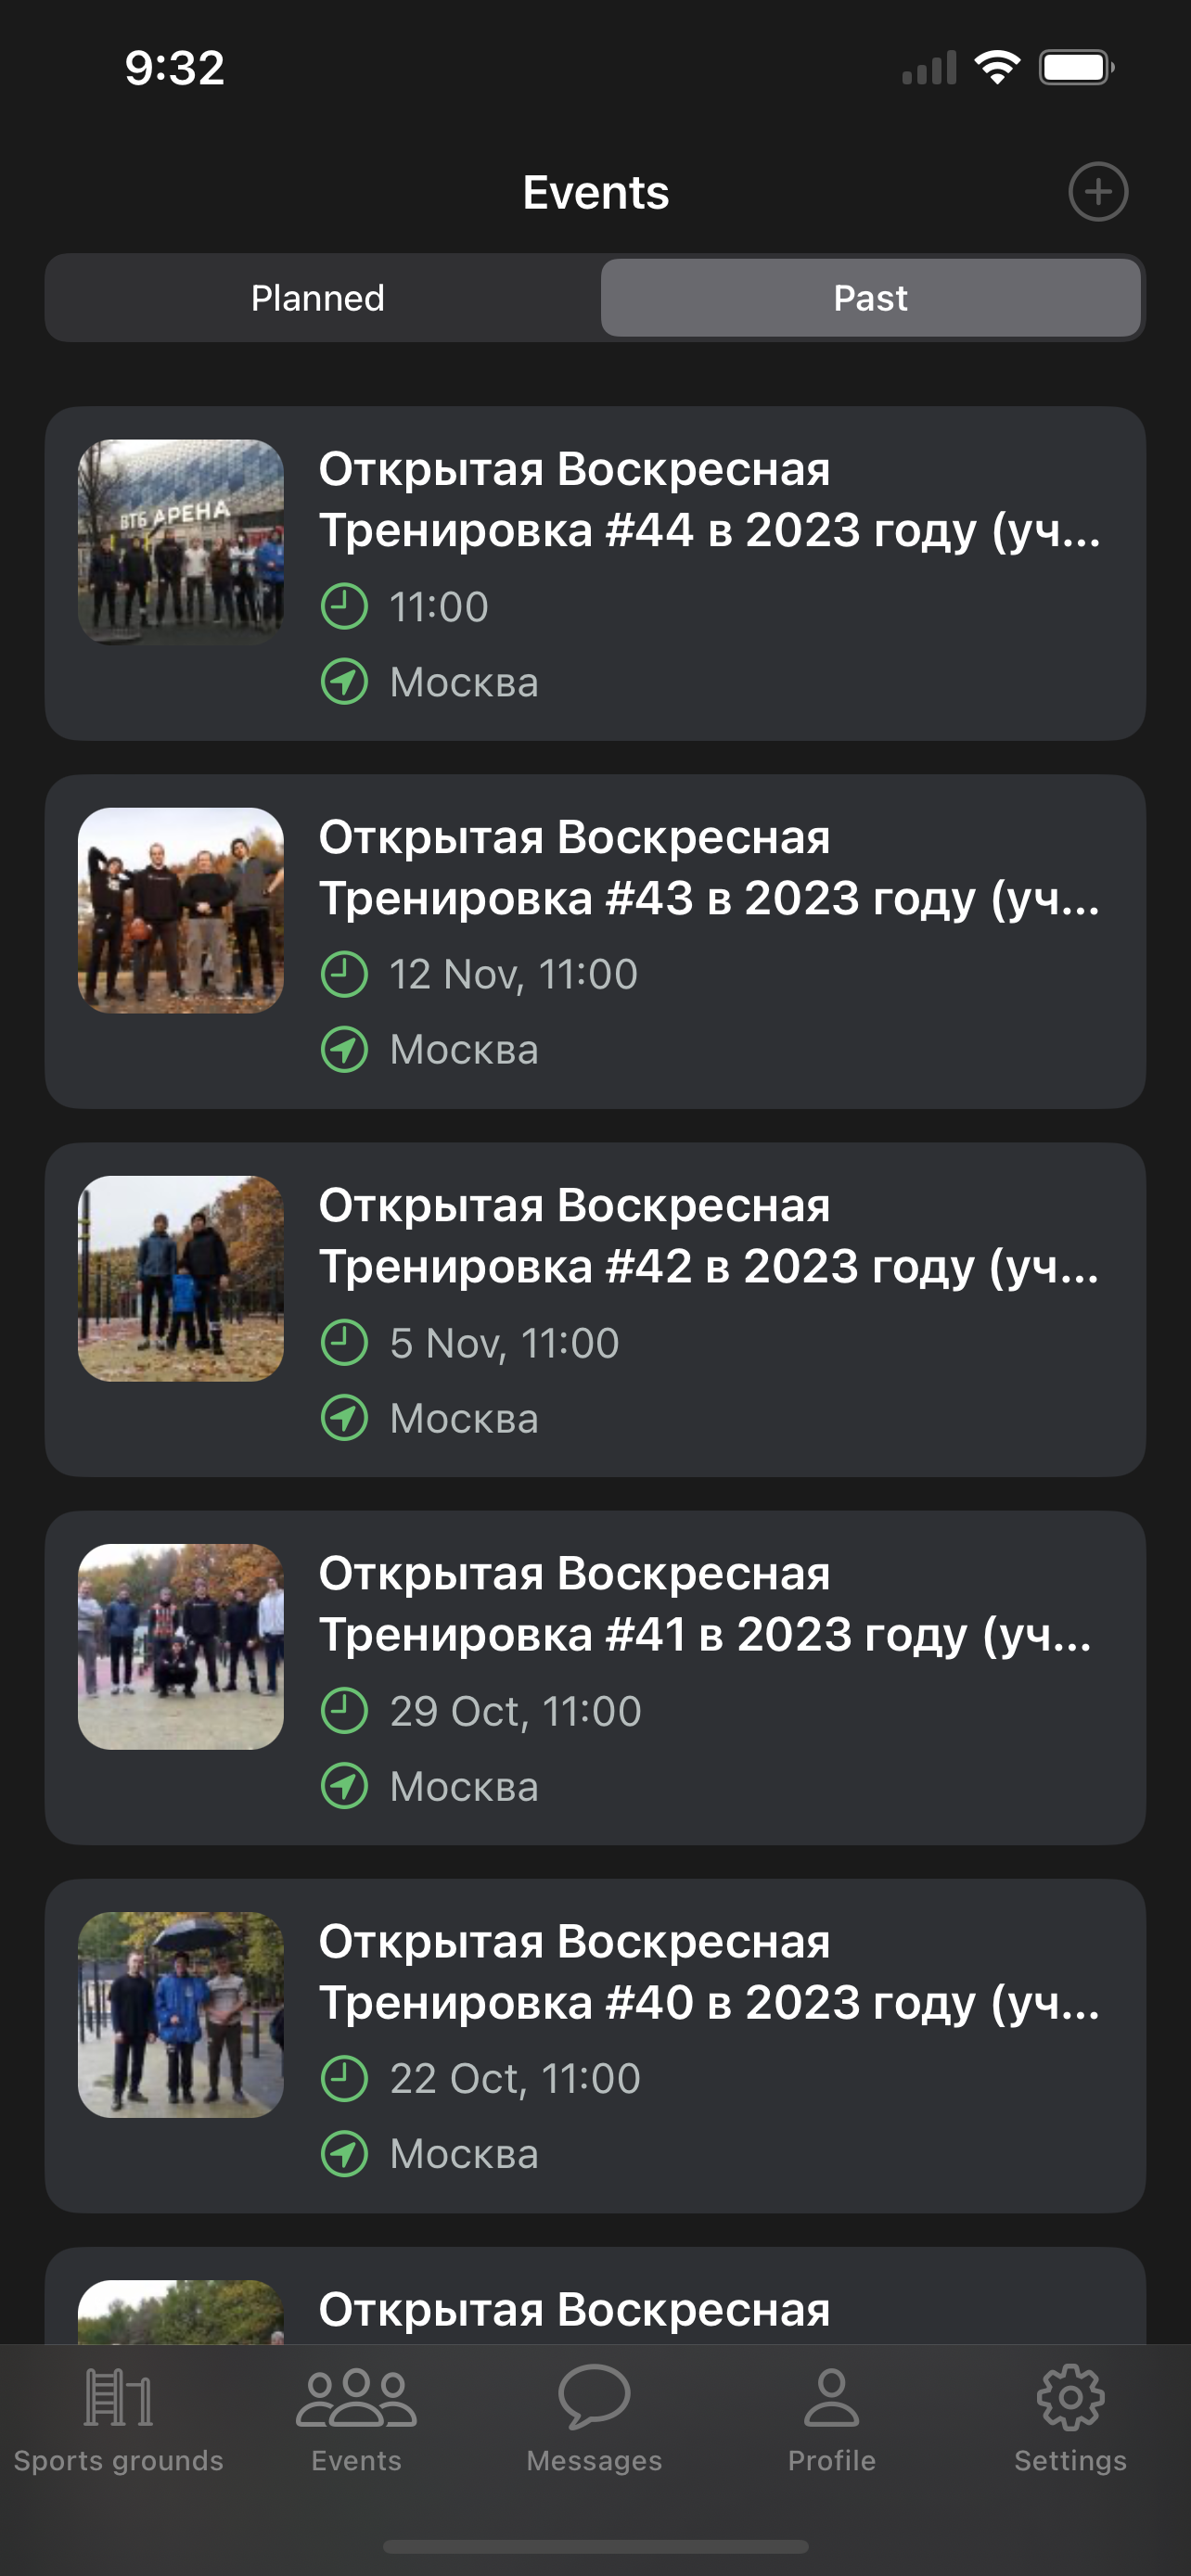 9:32
Events
Planned
Past
ВТБ АРЕНА
Открытая Воскресная
Тренировка #44 в 2023 году (уч...
11:00
Москва
Открытая Воскресная
Тренировка #43 в 2023 году (уч...
12 Nov, 11:00
Москва
Открытая Воскресная
Тренировка #42 в 2023 году (уч...
5 Nov, 11:00
Москва
Открытая Воскресная
Тренировка #41 в 2023 году (уч...
29 Oct, 11:00
Москва
Открытая Воскресная
Тренировка #40 в 2023 году (уч...
22 Oct, 11:00
Москва
Открытая Воскресная
Sports grounds
Events
Messages
Profile
Settings